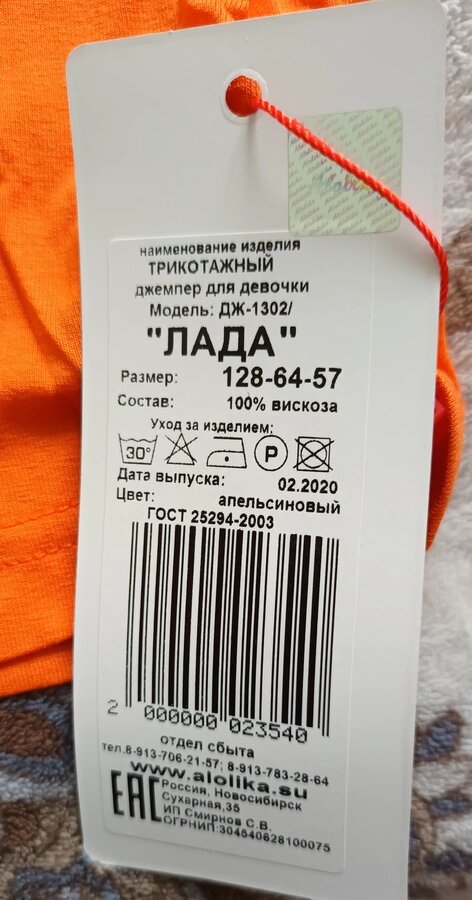 Alolika
наименование изделия
ТРИКОТАЖНЫЙ
джемпер для девочки
Модель: ДЖ-1302/
"ЛАДА"
Размер: 128-64-57
Состав: 100% вискоза
Уход за изделием:
30° P
Дата выпуска: 02.2020
Цвет: апельсиновый
ГОСТ 25294-2003
2 000000 023540
отдел сбыта
тел.8-913-706-21-57; 8-913-783-28-64
www.alolika.su
EAC
Россия, Новосибирск
Сухарная,35
ИП Смирнов С.В.
ОГРНИП:304540628100075